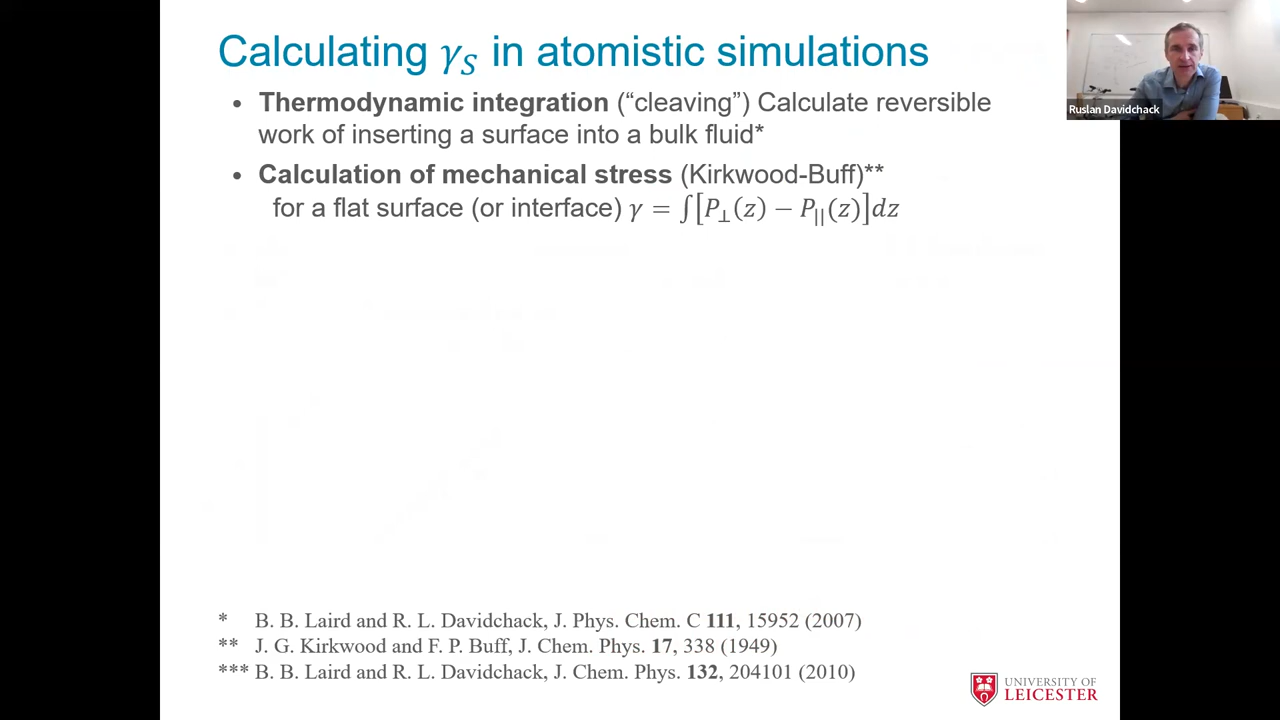 Calculating γ_S in atomistic simulations
Ruslan Davidchack
• Thermodynamic integration (“cleaving”) Calculate reversible
work of inserting a surface into a bulk fluid*
• Calculation of mechanical stress (Kirkwood-Buff)**
for a flat surface (or interface) γ = ∫[P⊥(z) − P||(z)]dz
* B. B. Laird and R. L. Davidchack, J. Phys. Chem. C 111, 15952 (2007)
** J. G. Kirkwood and F. P. Buff, J. Chem. Phys. 17, 338 (1949)
*** B. B. Laird and R. L. Davidchack, J. Chem. Phys. 132, 204101 (2010)
UNIVERSITY OF
LEICESTER